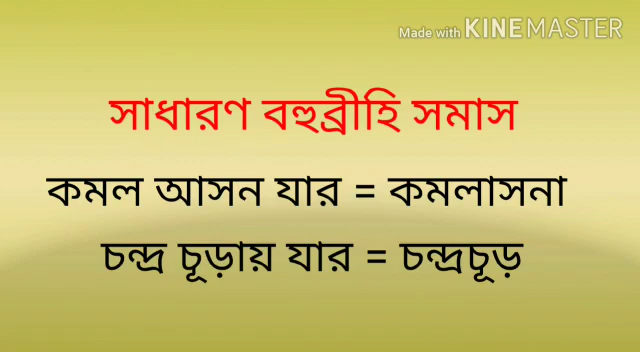 Made with KINEMASTER
সাধারণ বহুব্রীহি সমাস
কমল আসন যার = কমলাসনা
চন্দ্র চূড়ায় যার = চন্দ্রচূড়